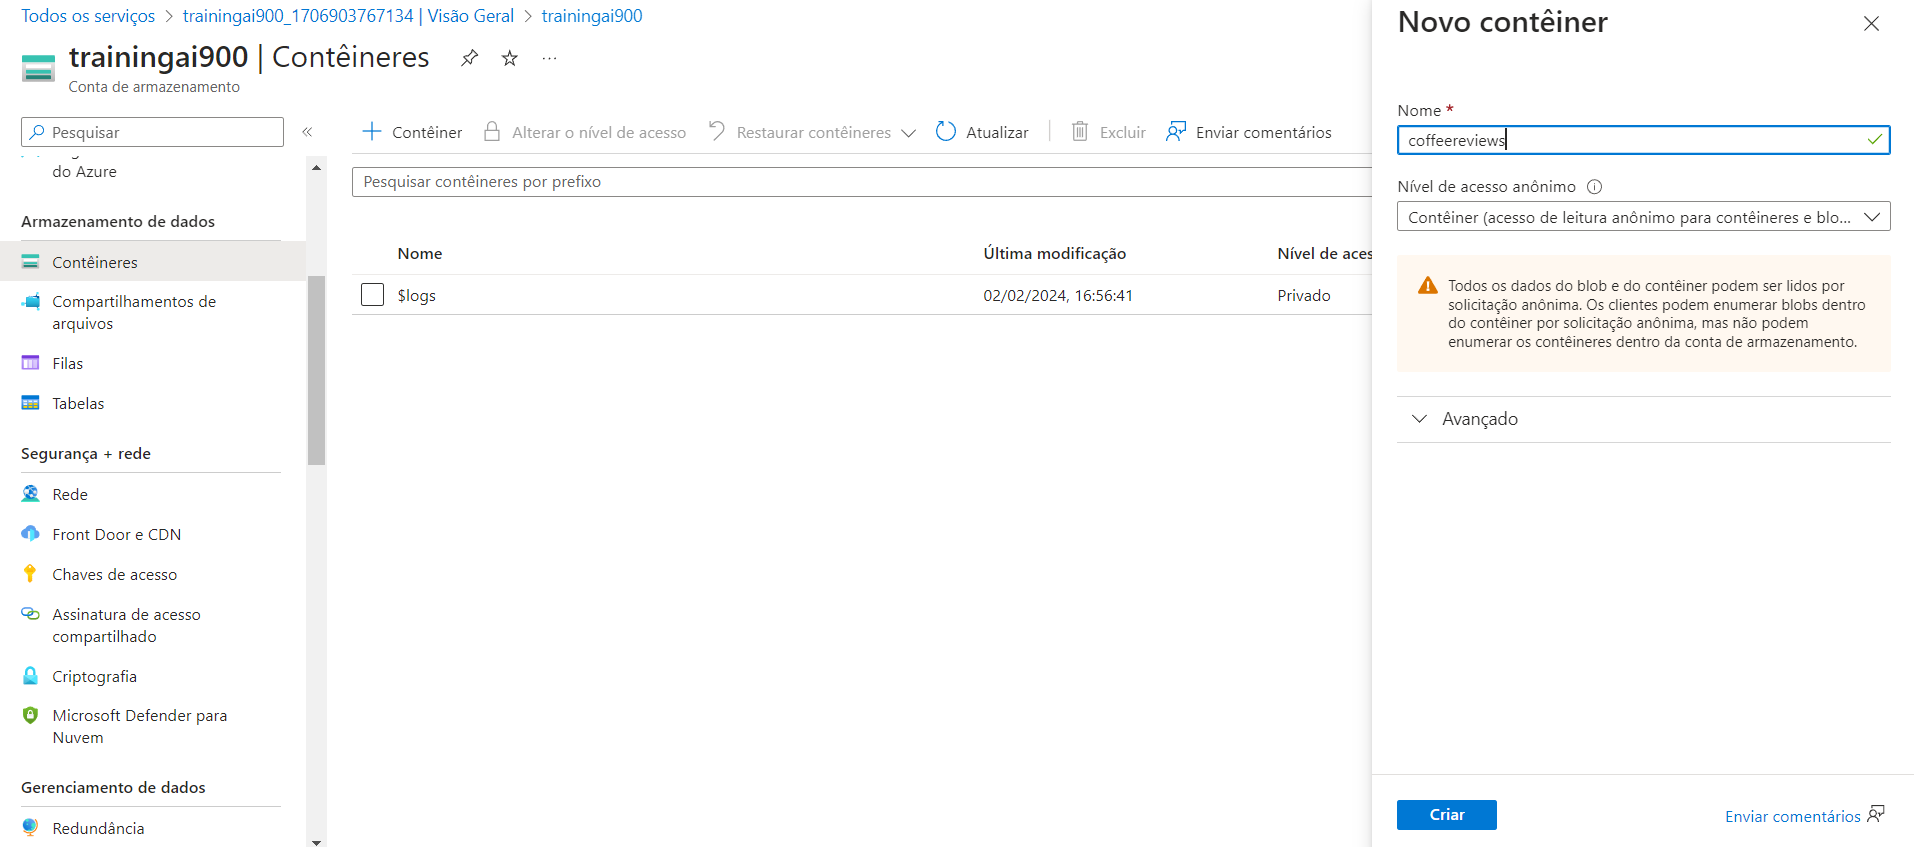 Todos os serviços > trainingai900_1706903767134 | Visão Geral > trainingai900
trainingai900 | Contêineres
Conta de armazenamento
Pesquisar
do Azure
Armazenamento de dados
Contêineres
Compartilhamentos de
arquivos
Filas
Tabelas
Segurança + rede
Rede
Front Door e CDN
Chaves de acesso
Assinatura de acesso
compartilhado
Criptografia
Microsoft Defender para
Nuvem
Gerenciamento de dados
Redundância
Contêiner Alterar o nível de acesso Restaurar contêineres Atualizar Excluir Enviar comentários
Pesquisar contêineres por prefixo
Nome Última modificação Nível de aces
$logs 02/02/2024, 16:56:41 Privado
Novo contêiner
Nome *
coffeereviews
Nível de acesso anônimo
Contêiner (acesso de leitura anônimo para contêineres e blo...
Todos os dados do blob e do contêiner podem ser lidos por
solicitação anônima. Os clientes podem enumerar blobs dentro
do contêiner por solicitação anônima, mas não podem
enumerar os contêineres dentro da conta de armazenamento.
Avançado
Criar
Enviar comentários